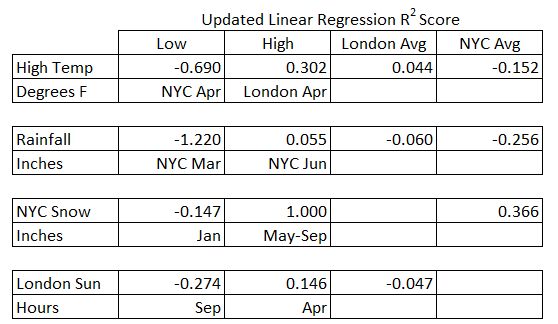 Updated Linear Regression R² Score
Low High London Avg NYC Avg
High Temp -0.690 0.302 0.044 -0.152
Degrees F NYC Apr London Apr
Rainfall -1.220 0.055 -0.060 -0.256
Inches NYC Mar NYC Jun
NYC Snow -0.147 1.000 0.366
Inches Jan May-Sep
London Sun -0.274 0.146 -0.047
Hours Sep Apr